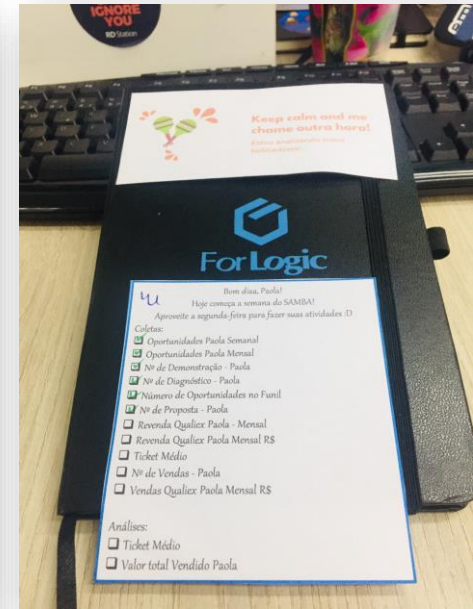 IGNORE
YOU
RD Station
Keep calm and me
chame outra hora!
ForLogic
Bom diaa, Paola!
Hoje começa a semana do SAMBA!
Aproveite a segunda-feira para fazer suas atividades :D
Coletas:
Oportunidades Paola Semanal
Oportunidades Paola Mensal
Nº de Demonstração - Paola
Nº de Diagnóstico - Paola
Número de Oportunidades no Funil
Nº de Proposta - Paola
Revenda Qualiex Paola - Mensal
Revenda Qualiex Paola Mensal R$
Ticket Médio
Nº de Vendas - Paola
Vendas Qualiex Paola Mensal R$
Análises:
Ticket Médio
Valor total Vendido Paola